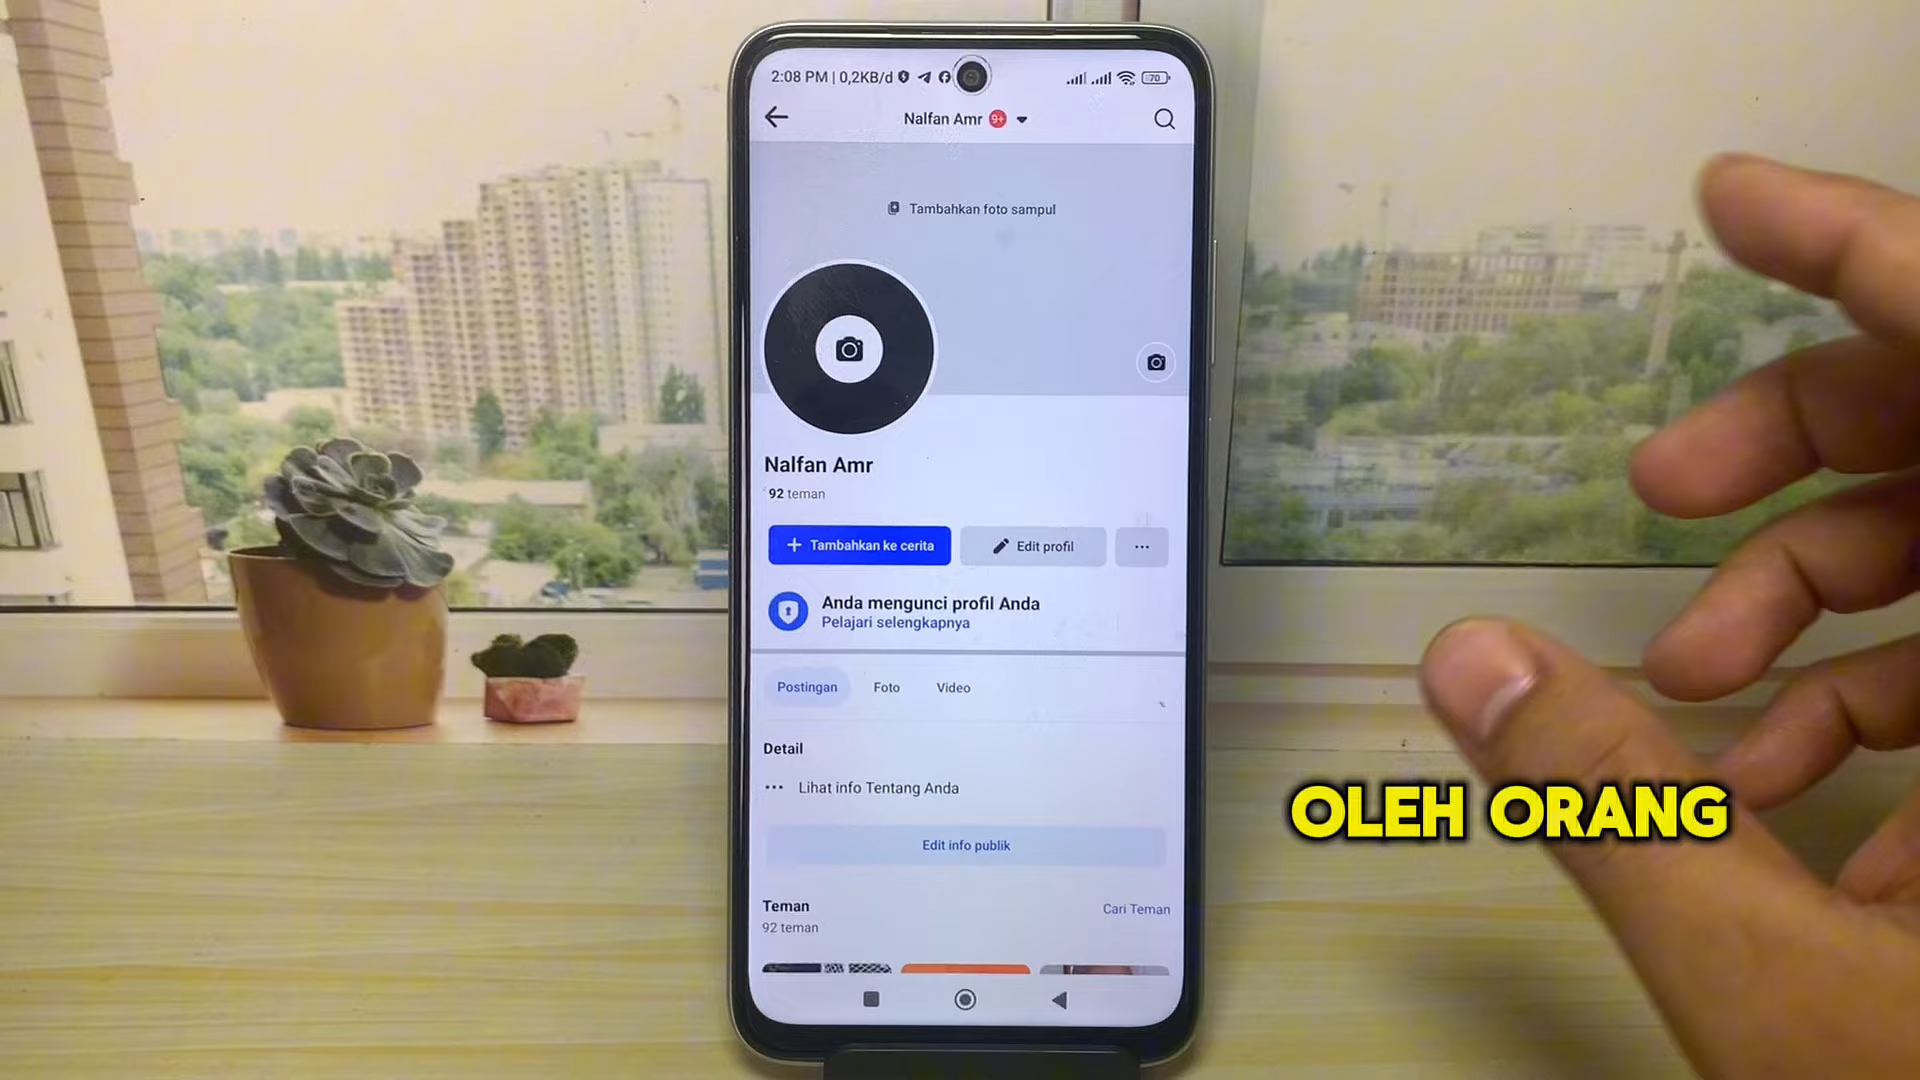 2:08 PM | 0,2KB/d
70
Nalfan Amr 9+
Tambahkan foto sampul
Nalfan Amr
92 teman
+ Tambahkan ke cerita
Edit profil
Anda mengunci profil Anda
Pelajari selengkapnya
Postingan
Foto
Video
Detail
Lihat info Tentang Anda
Edit info publik
Teman
Cari Teman
92 teman
OLEH ORANG